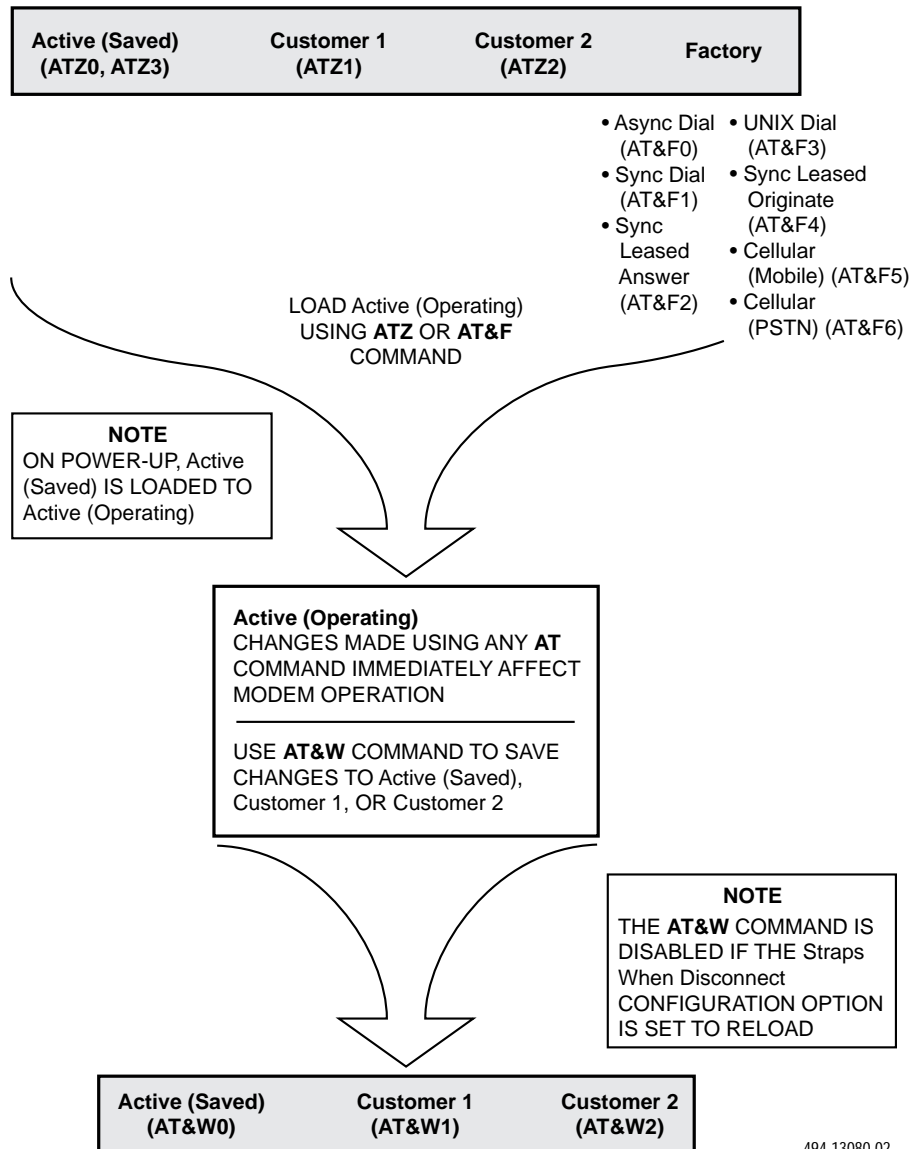 Active (Saved)
(ATZ0, ATZ3)
Customer 1
(ATZ1)
Customer 2
(ATZ2)
Factory
• Async Dial
(AT&F0)
• Sync Dial
(AT&F1)
• Sync
Leased
Answer
(AT&F2)
• UNIX Dial
(AT&F3)
• Sync Leased
Originate
(AT&F4)
• Cellular
(Mobile) (AT&F5)
• Cellular
(PSTN) (AT&F6)
LOAD Active (Operating)
USING ATZ OR AT&F
COMMAND
NOTE
ON POWER-UP, Active
(Saved) IS LOADED TO
Active (Operating)
Active (Operating)
CHANGES MADE USING ANY AT
COMMAND IMMEDIATELY AFFECT
MODEM OPERATION
USE AT&W COMMAND TO SAVE
CHANGES TO Active (Saved),
Customer 1, OR Customer 2
NOTE
THE AT&W COMMAND IS
DISABLED IF THE Straps
When Disconnect
CONFIGURATION OPTION
IS SET TO RELOAD
Active (Saved)
(AT&W0)
Customer 1
(AT&W1)
Customer 2
(AT&W2)
494-13080-02